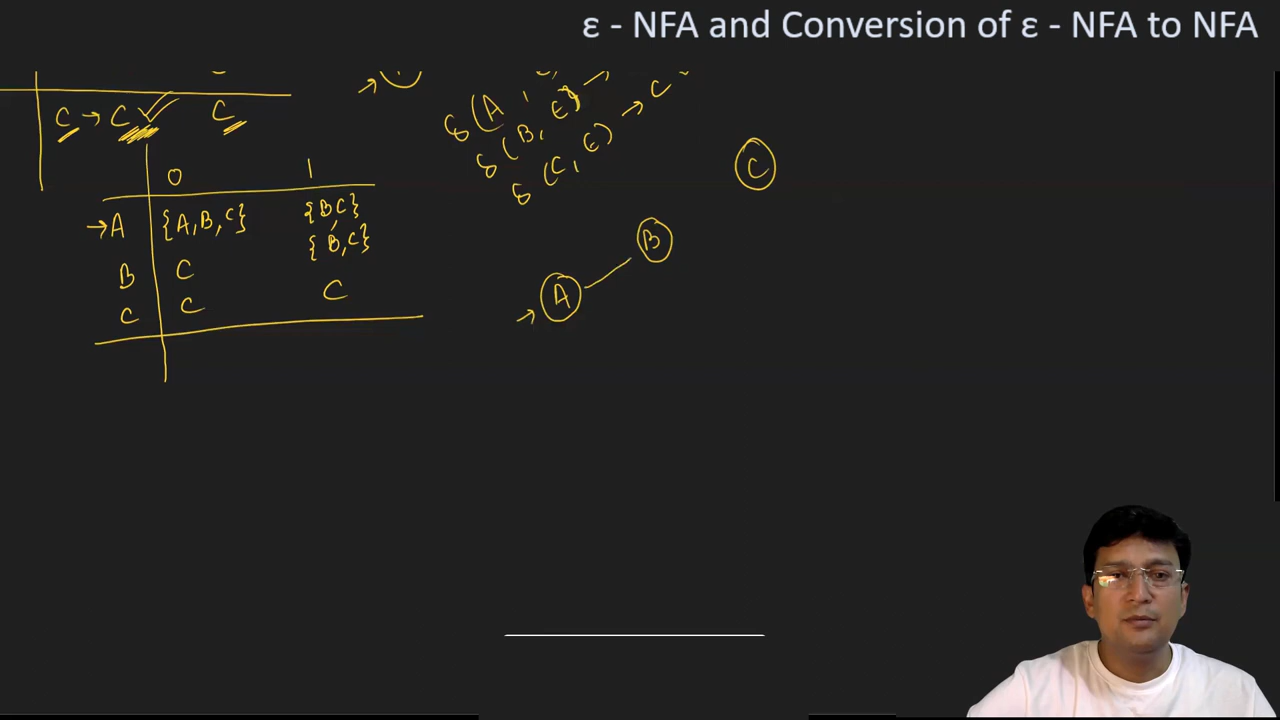 ε - NFA and Conversion of ε - NFA to NFA
C → C C
δ (A ,
δ (B, ε) →
δ (C, ε) → C
0 1
→ A {A,B,C} {B,C}
{B,C}
B C
C C C
C
B
→ A